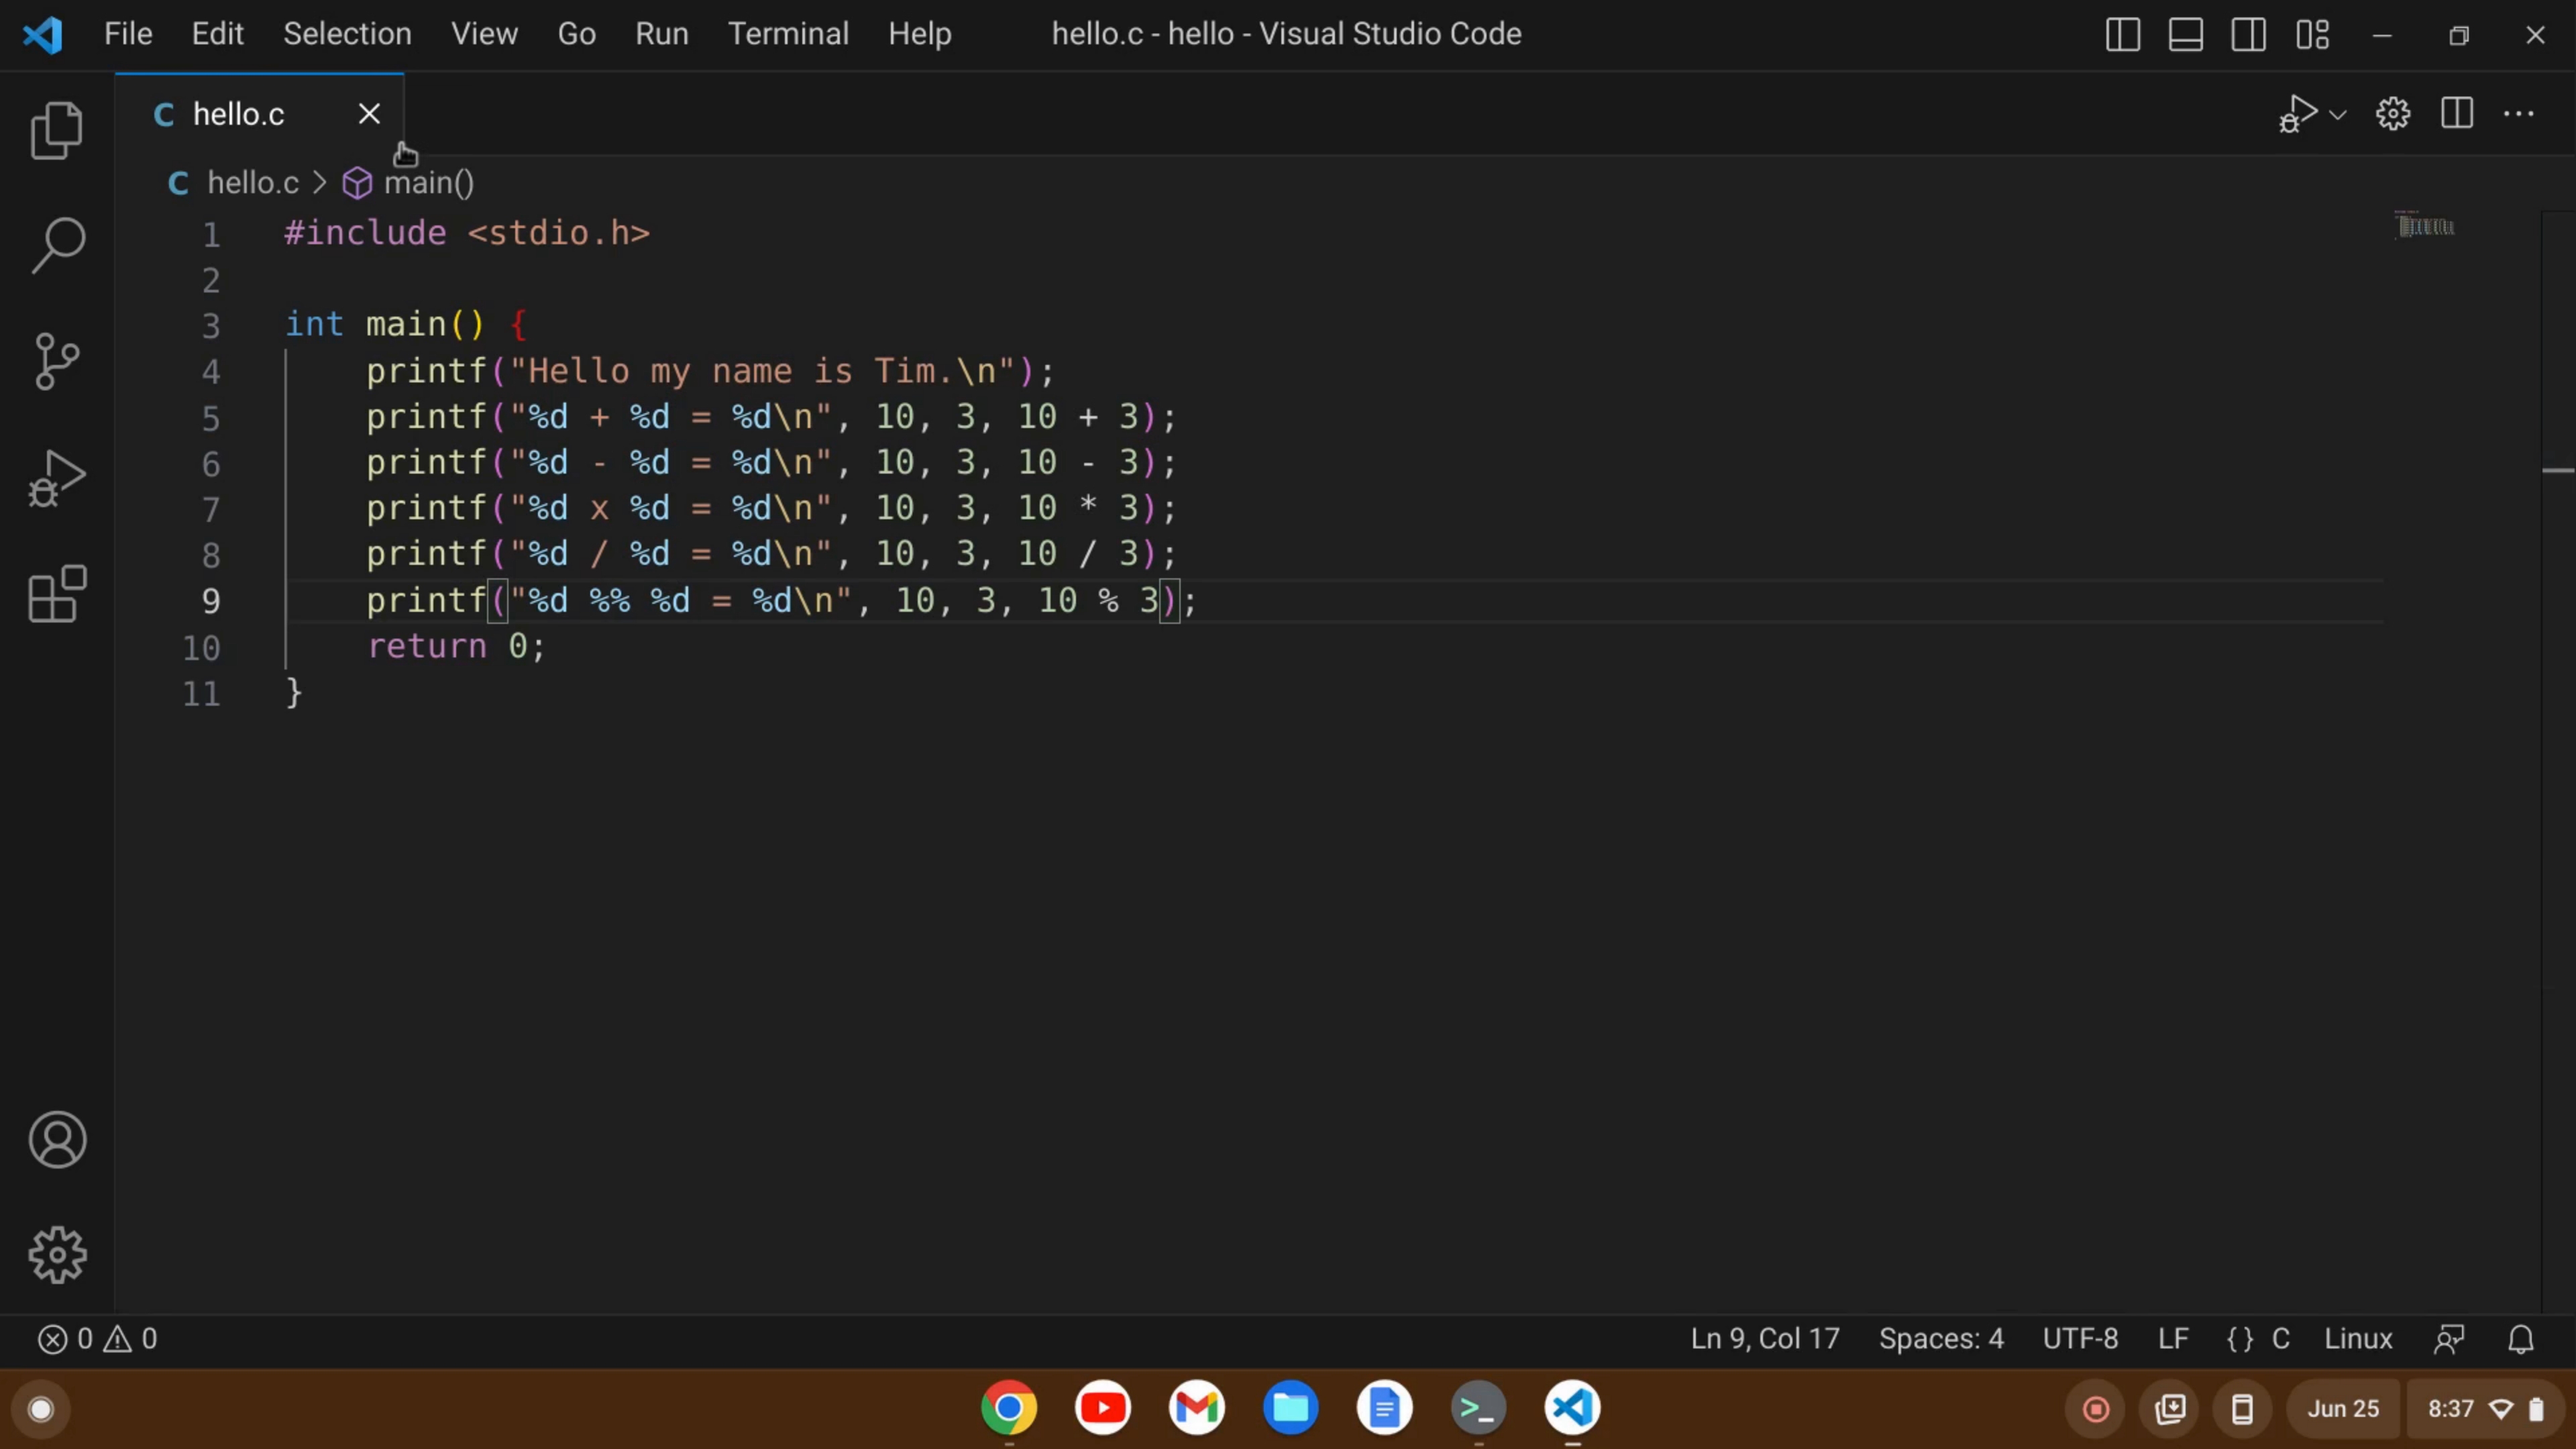 File Edit Selection View Go Run Terminal Help hello.c - hello - Visual Studio Code
C hello.c
C hello.c > main()
1 #include <stdio.h>
2
3 int main() {
4     printf("Hello my name is Tim.\n");
5     printf("%d + %d = %d\n", 10, 3, 10 + 3);
6     printf("%d - %d = %d\n", 10, 3, 10 - 3);
7     printf("%d x %d = %d\n", 10, 3, 10 * 3);
8     printf("%d / %d = %d\n", 10, 3, 10 / 3);
9     printf("%d %% %d = %d\n", 10, 3, 10 % 3);
10     return 0;
11 }
0 0 Ln 9, Col 17 Spaces: 4 UTF-8 LF {} C Linux
Jun 25 8:37